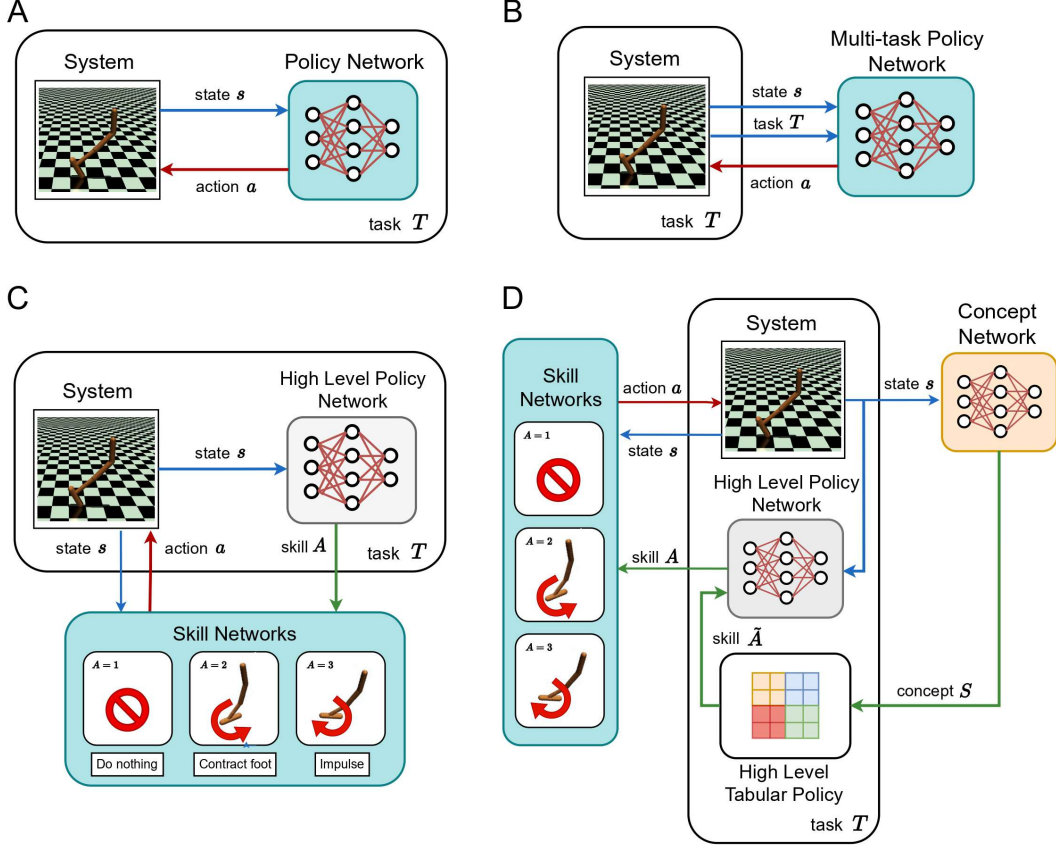 A
System
Policy Network
state s
action a
task T
B
System
Multi-task Policy
Network
state s
task T
action a
task T
C
System
High Level Policy
Network
state s
state s
action a
skill A
task T
Skill Networks
A = 1
A = 2
A = 3
Do nothing
Contract foot
Impulse
D
System
Concept
Network
Skill
Networks
action a
state s
state s
A = 1
A = 2
A = 3
High Level Policy
Network
skill A
skill Ã
concept S
High Level
Tabular Policy
task T